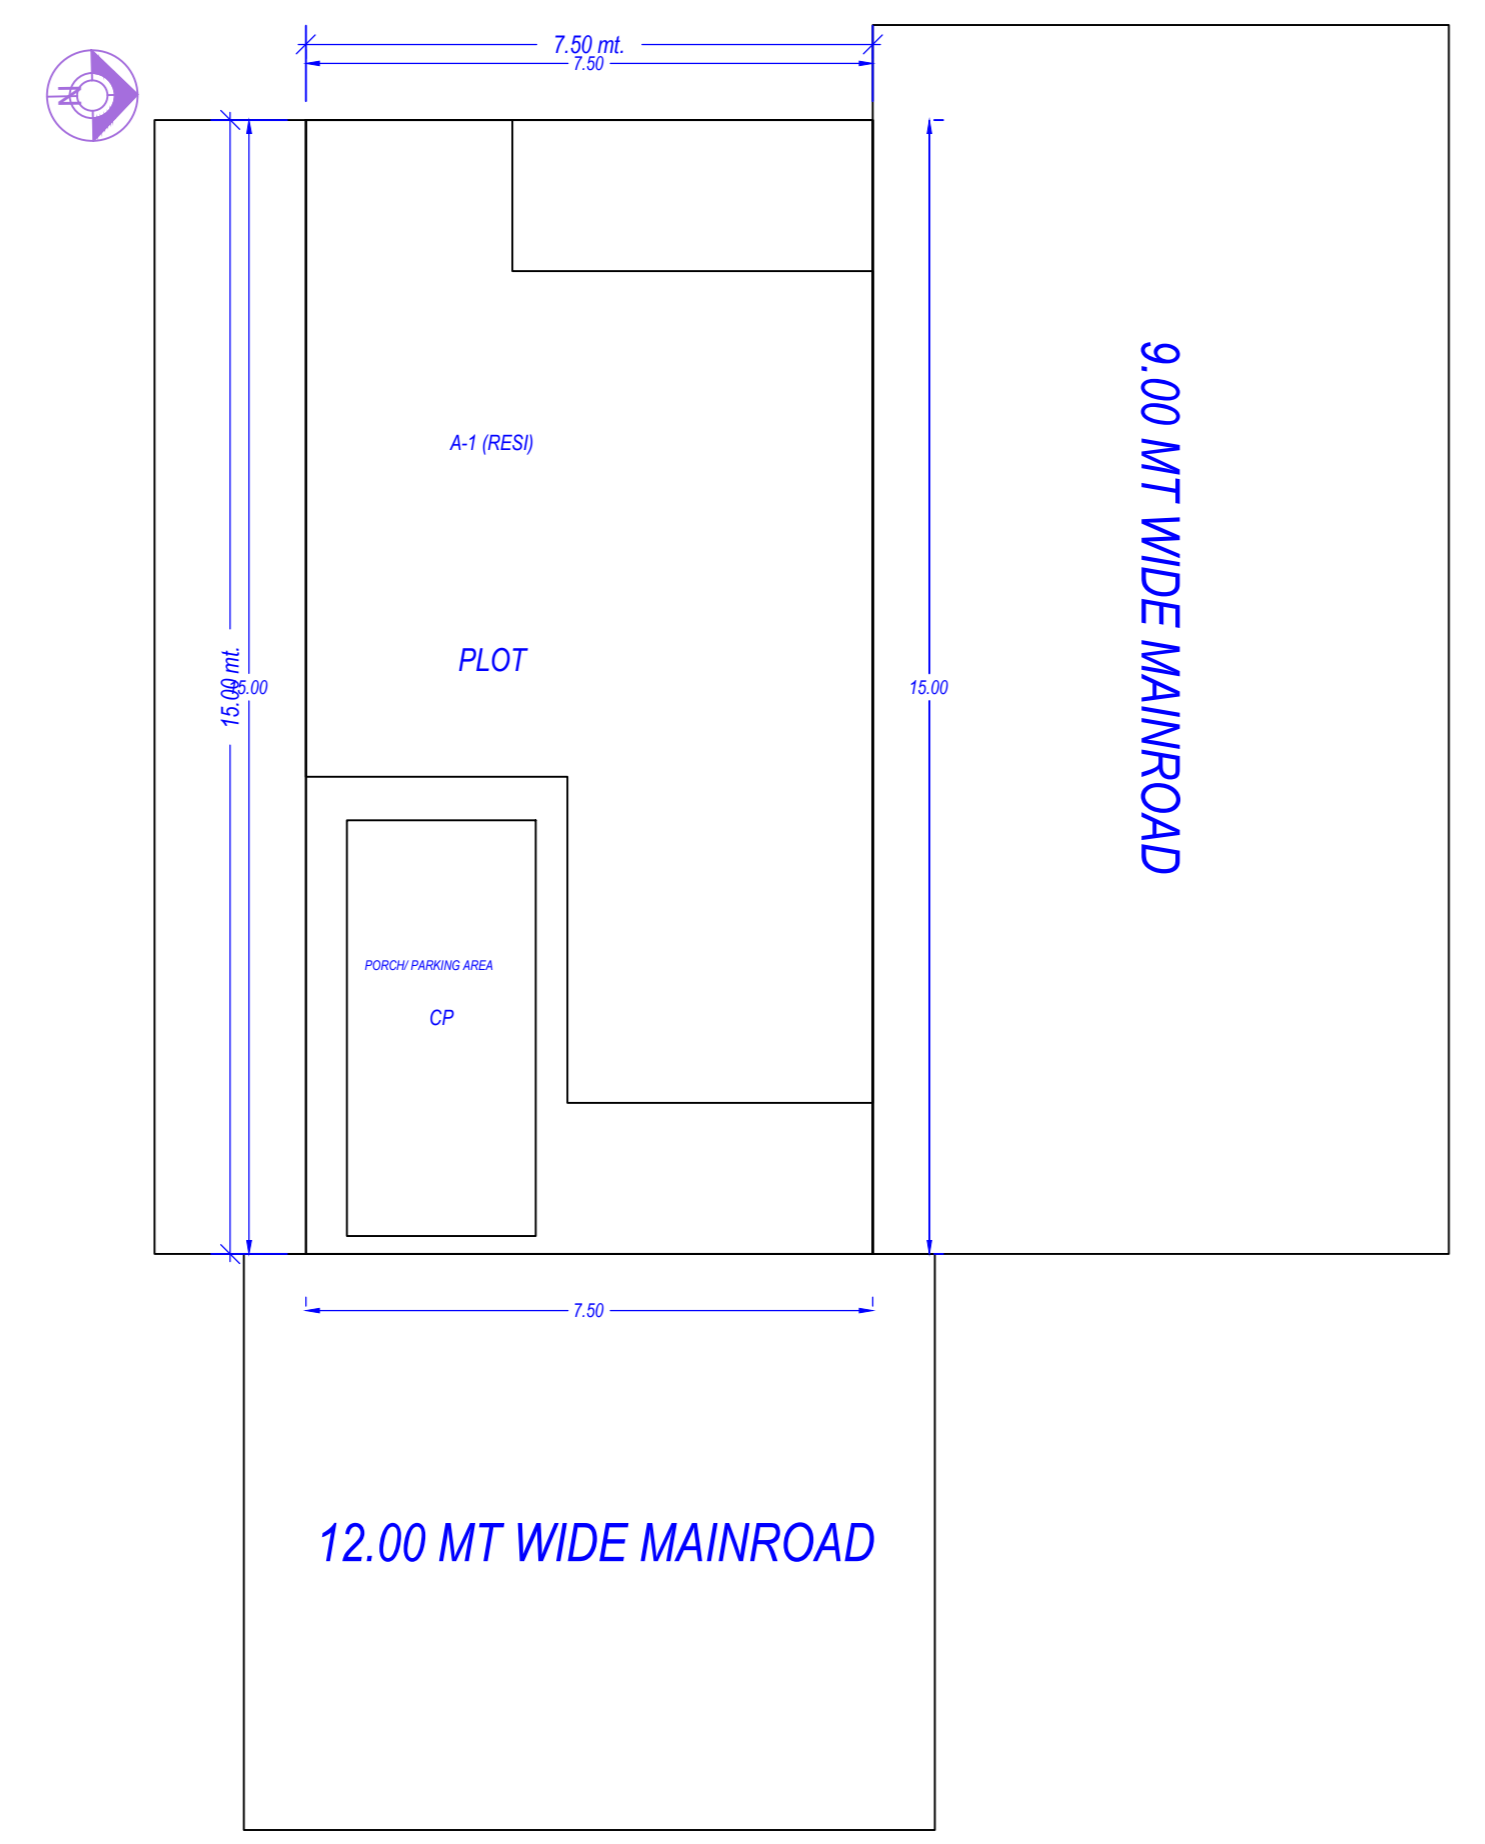 7.50 mt.
7.50
N
A-1 (RESI)
PLOT
15.00 mt.
15.00
15.00
9.00 MT WIDE MAINROAD
PORCH/ PARKING AREA
CP
7.50
12.00 MT WIDE MAINROAD